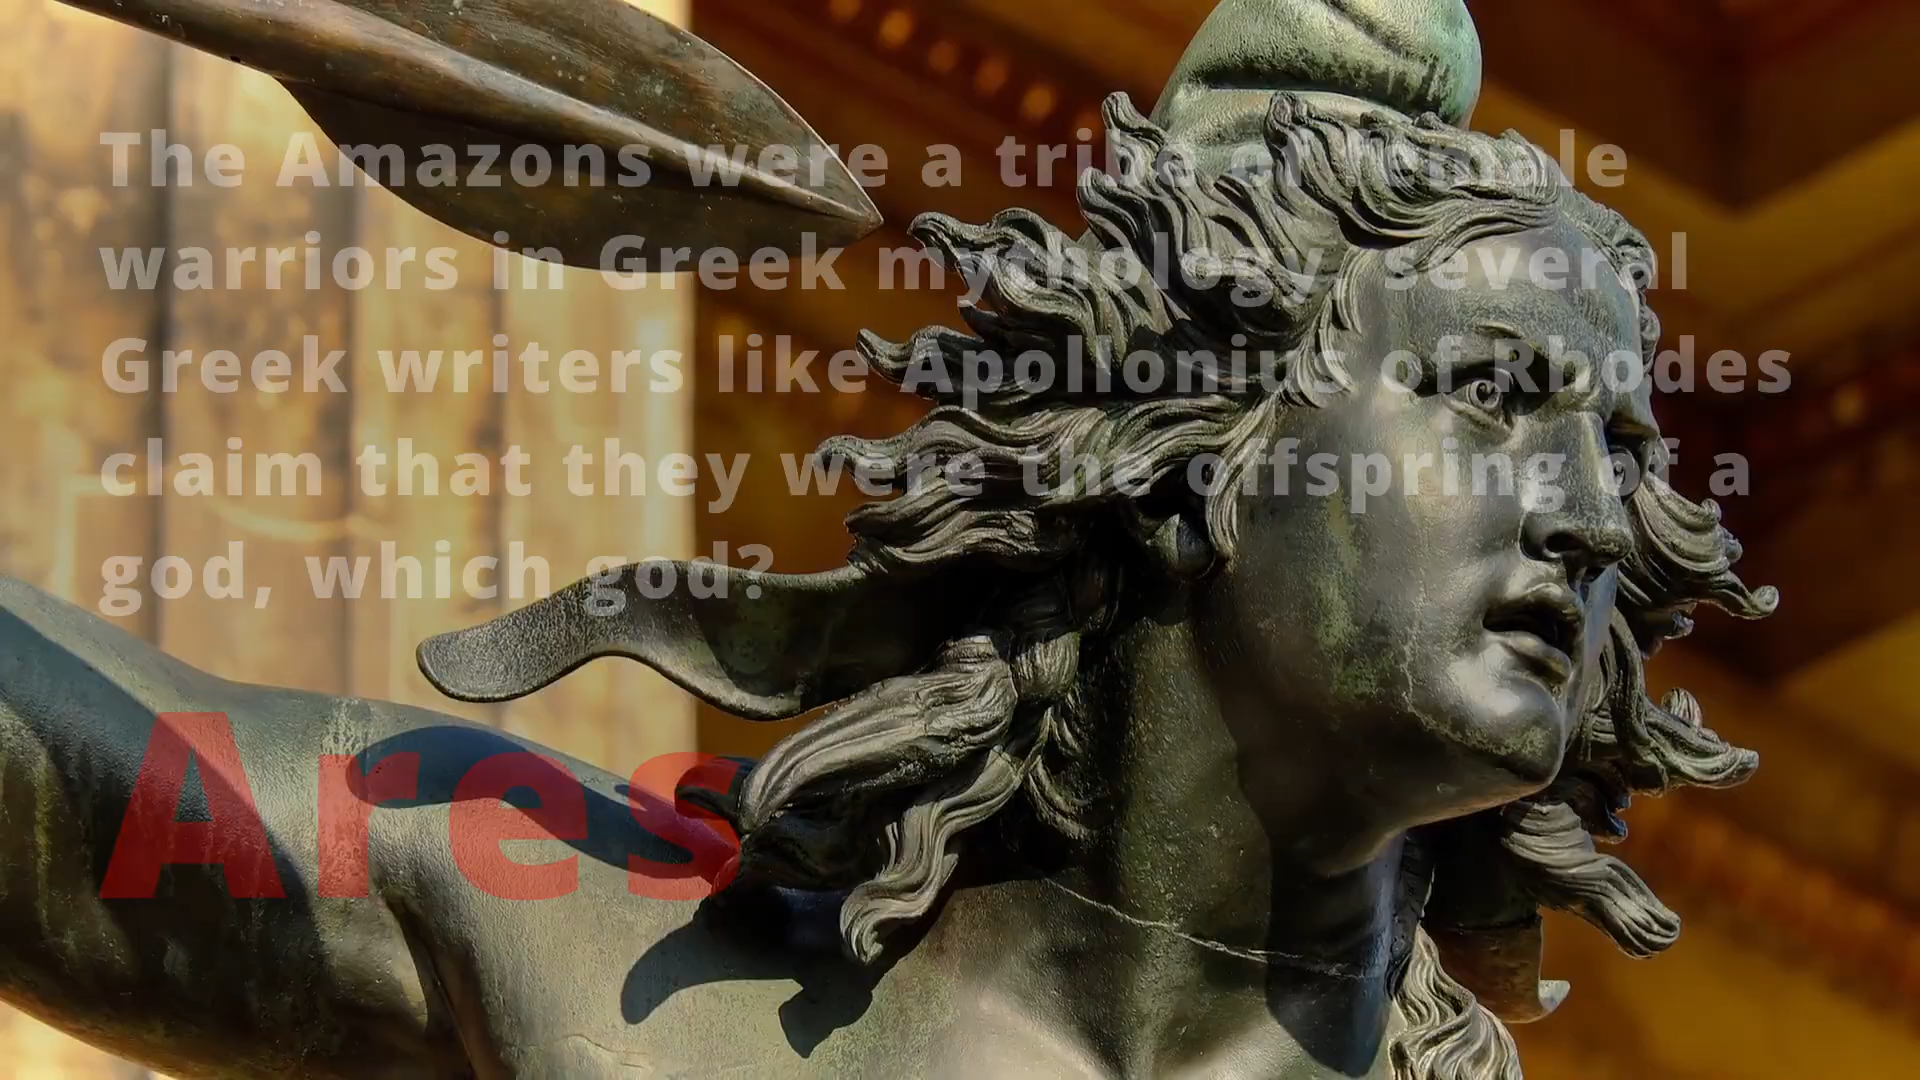 The Amazons were a tribe of female
warriors in Greek mythology, several
Greek writers like Apollonius of Rhodes
claim that they were the offspring of a
god, which god?
Ares